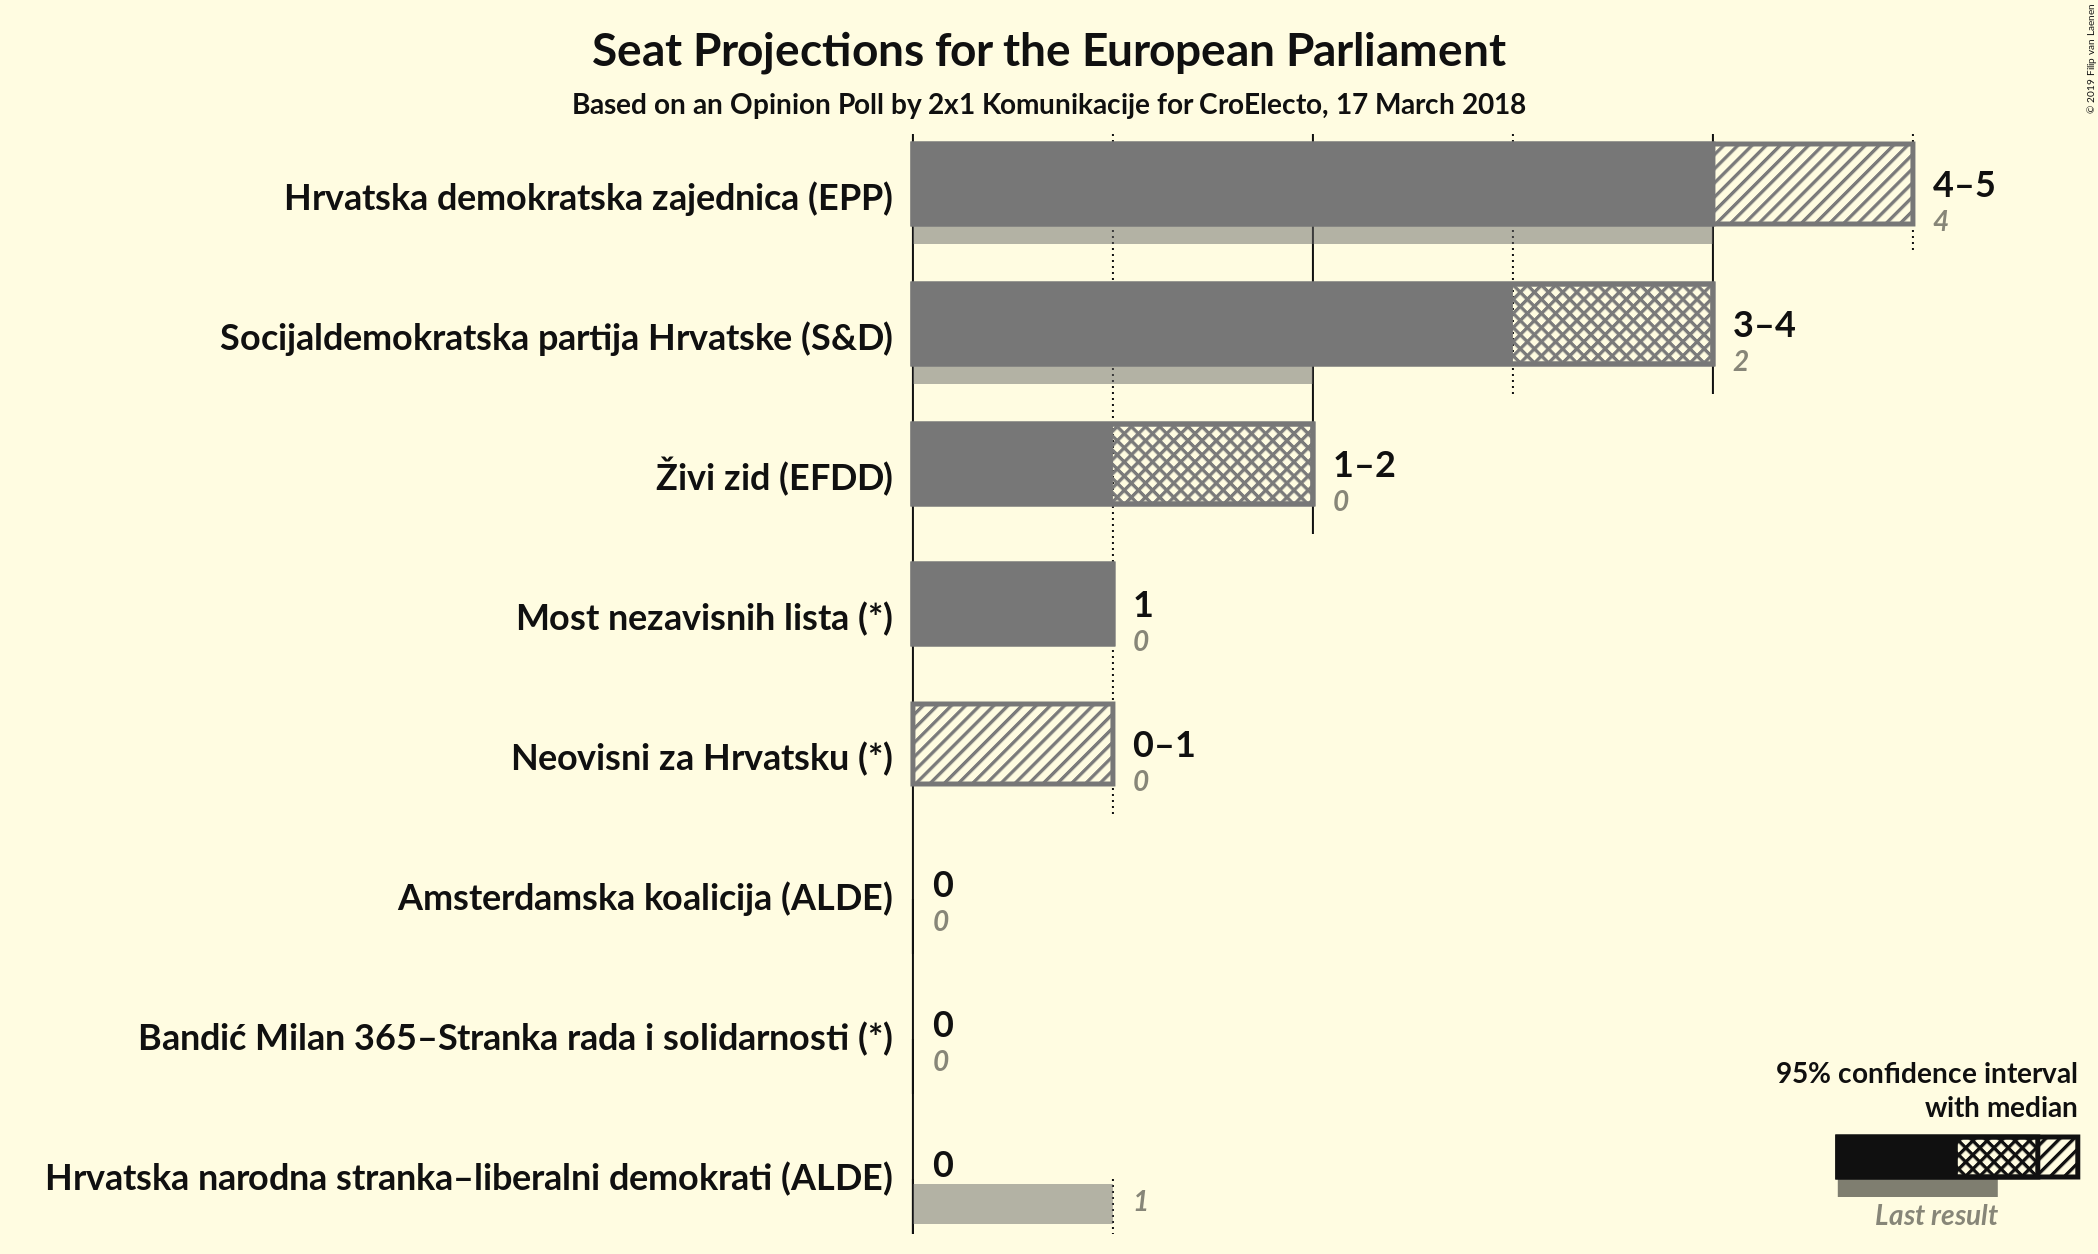 Seat Projections for the European Parliament
Based on an Opinion Poll by 2x1 Komunikacije for CroElecto, 17 March 2018
© 2019 Filip van Laenen
Hrvatska demokratska zajednica (EPP)
4–5
4
Socijaldemokratska partija Hrvatske (S&D)
3–4
2
Živi zid (EFDD)
1–2
0
Most nezavisnih lista (*)
1
0
Neovisni za Hrvatsku (*)
0–1
0
Amsterdamska koalicija (ALDE)
0
0
Bandić Milan 365–Stranka rada i solidarnosti (*)
0
0
Hrvatska narodna stranka–liberalni demokrati (ALDE)
0
1
95% confidence interval
with median
Last result